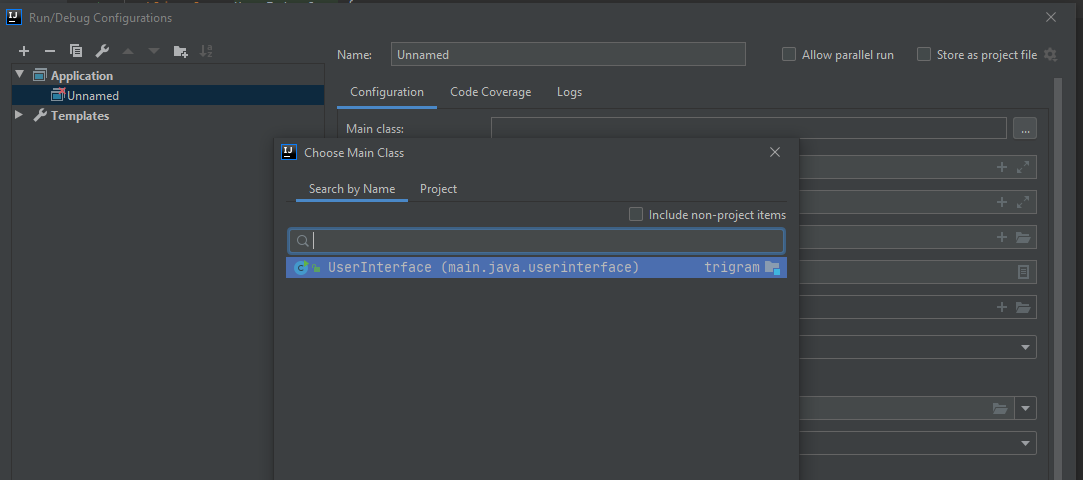 Run/Debug Configurations
Name: Unnamed Allow parallel run Store as project file
Application
Unnamed
Templates
Configuration Code Coverage Logs
Main class: ...
Choose Main Class
Search by Name Project
Include non-project items
UserInterface (main.java.userinterface) trigram